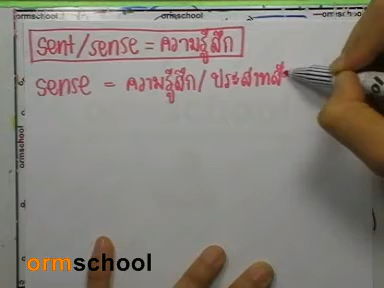 ormschool ormschool ormschool
sent/sense = ความรู้สึก
sense = ความรู้สึก/ ประสาทสั
ormschool